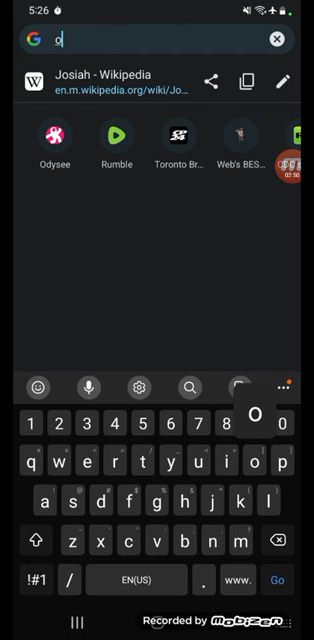 5:26
o
W Josiah - Wikipedia
en.m.wikipedia.org/wiki/Jo...
Odysee Rumble Toronto Br... Web's BES...
02:50
1 2 3 4 5 6 7 8 0
o
q w e r t y u i o p
a s d f g h j k l
z x c v b n m
!#1 / EN(US) . www. Go
Recorded by mobizen